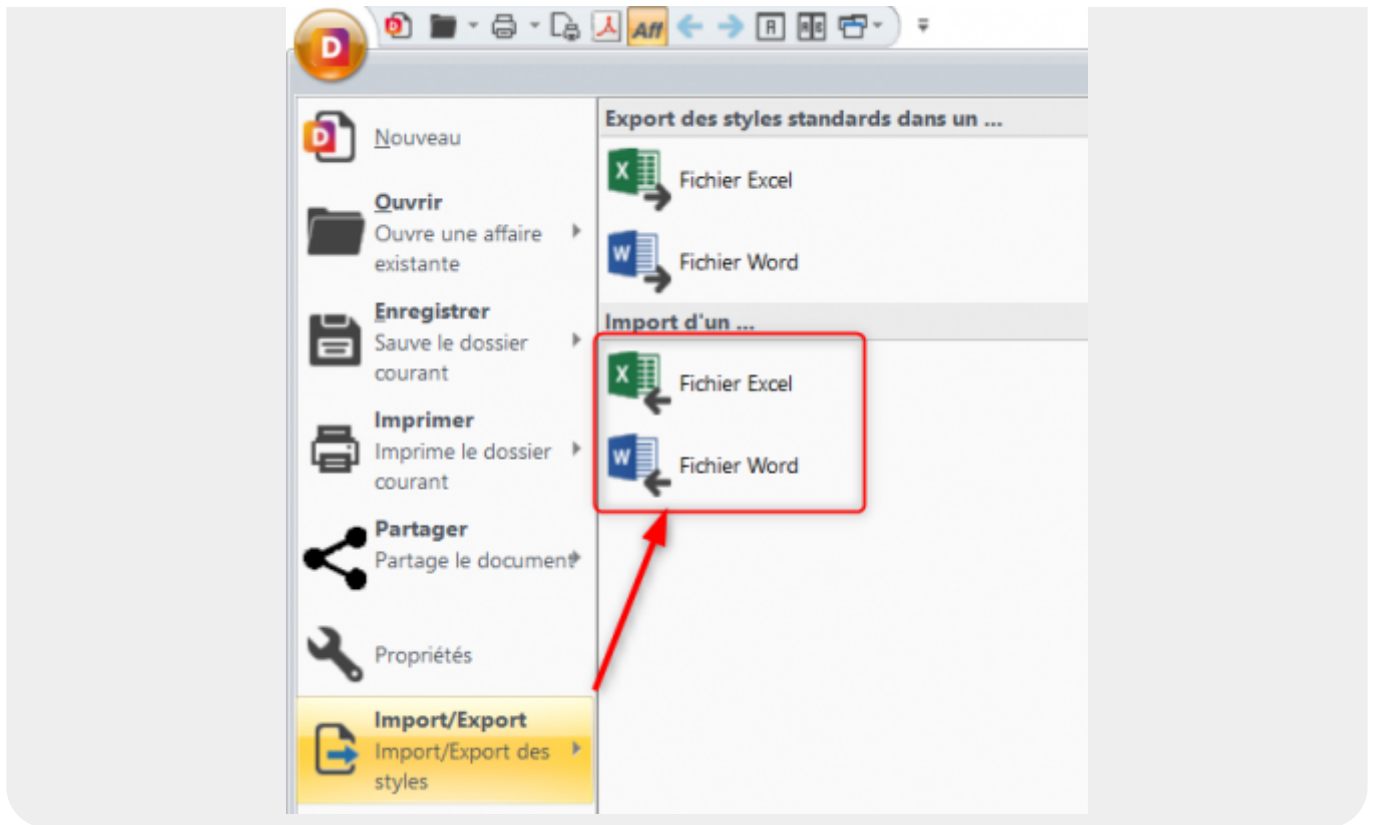 D
Aff
A
A B
D
Nouveau
Ouvrir
Ouvre une affaire
existante
Enregistrer
Sauve le dossier
courant
Imprimer
Imprime le dossier
courant
Partager
Partage le document
Propriétés
Import/Export
Import/Export des
styles
Export des styles standards dans un ...
X
Fichier Excel
W
Fichier Word
Import d'un ...
X
Fichier Excel
W
Fichier Word